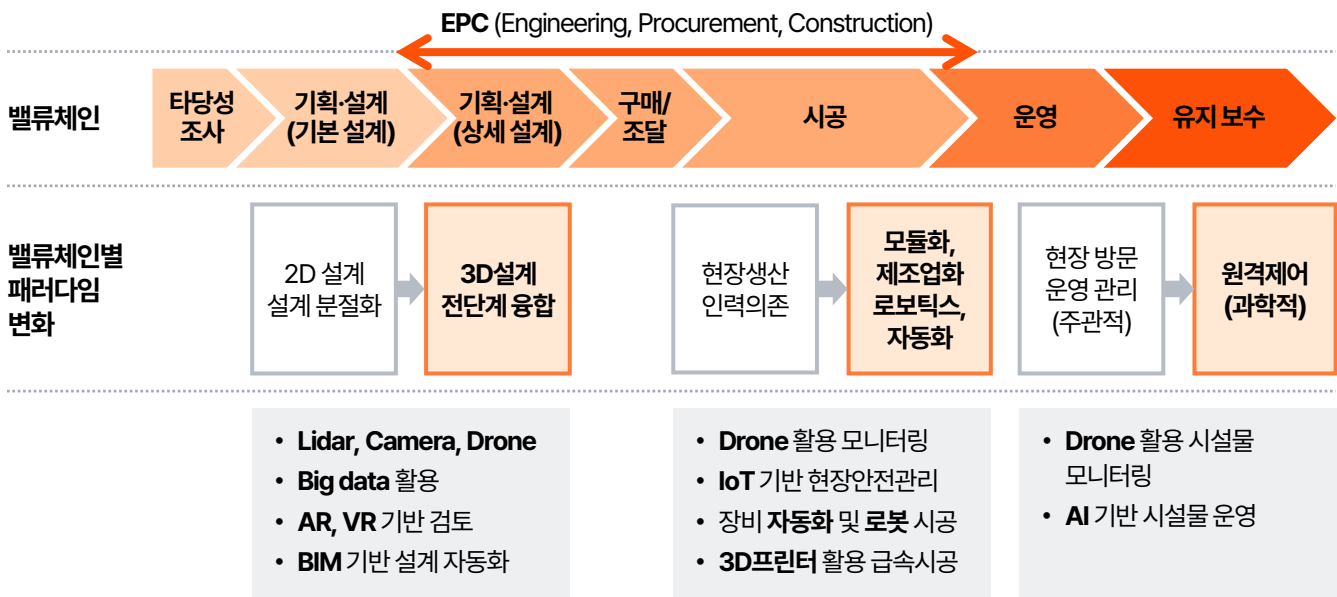 EPC (Engineering, Procurement, Construction)
밸류체인
타당성
조사
기획·설계
(기본 설계)
기획·설계
(상세 설계)
구매/
조달
시공
운영
유지 보수
밸류체인별
패러다임
변화
2D 설계
설계 분절화
3D설계
전단계 융합
현장생산
인력의존
모듈화,
제조업화
로보틱스,
자동화
현장 방문
운영 관리
(주관적)
원격제어
(과학적)
• Lidar, Camera, Drone
• Big data 활용
• AR, VR 기반 검토
• BIM 기반 설계 자동화
• Drone 활용 모니터링
• IoT 기반 현장안전관리
• 장비 자동화 및 로봇 시공
• 3D프린터 활용 급속시공
• Drone 활용 시설물
모니터링
• AI 기반 시설물 운영